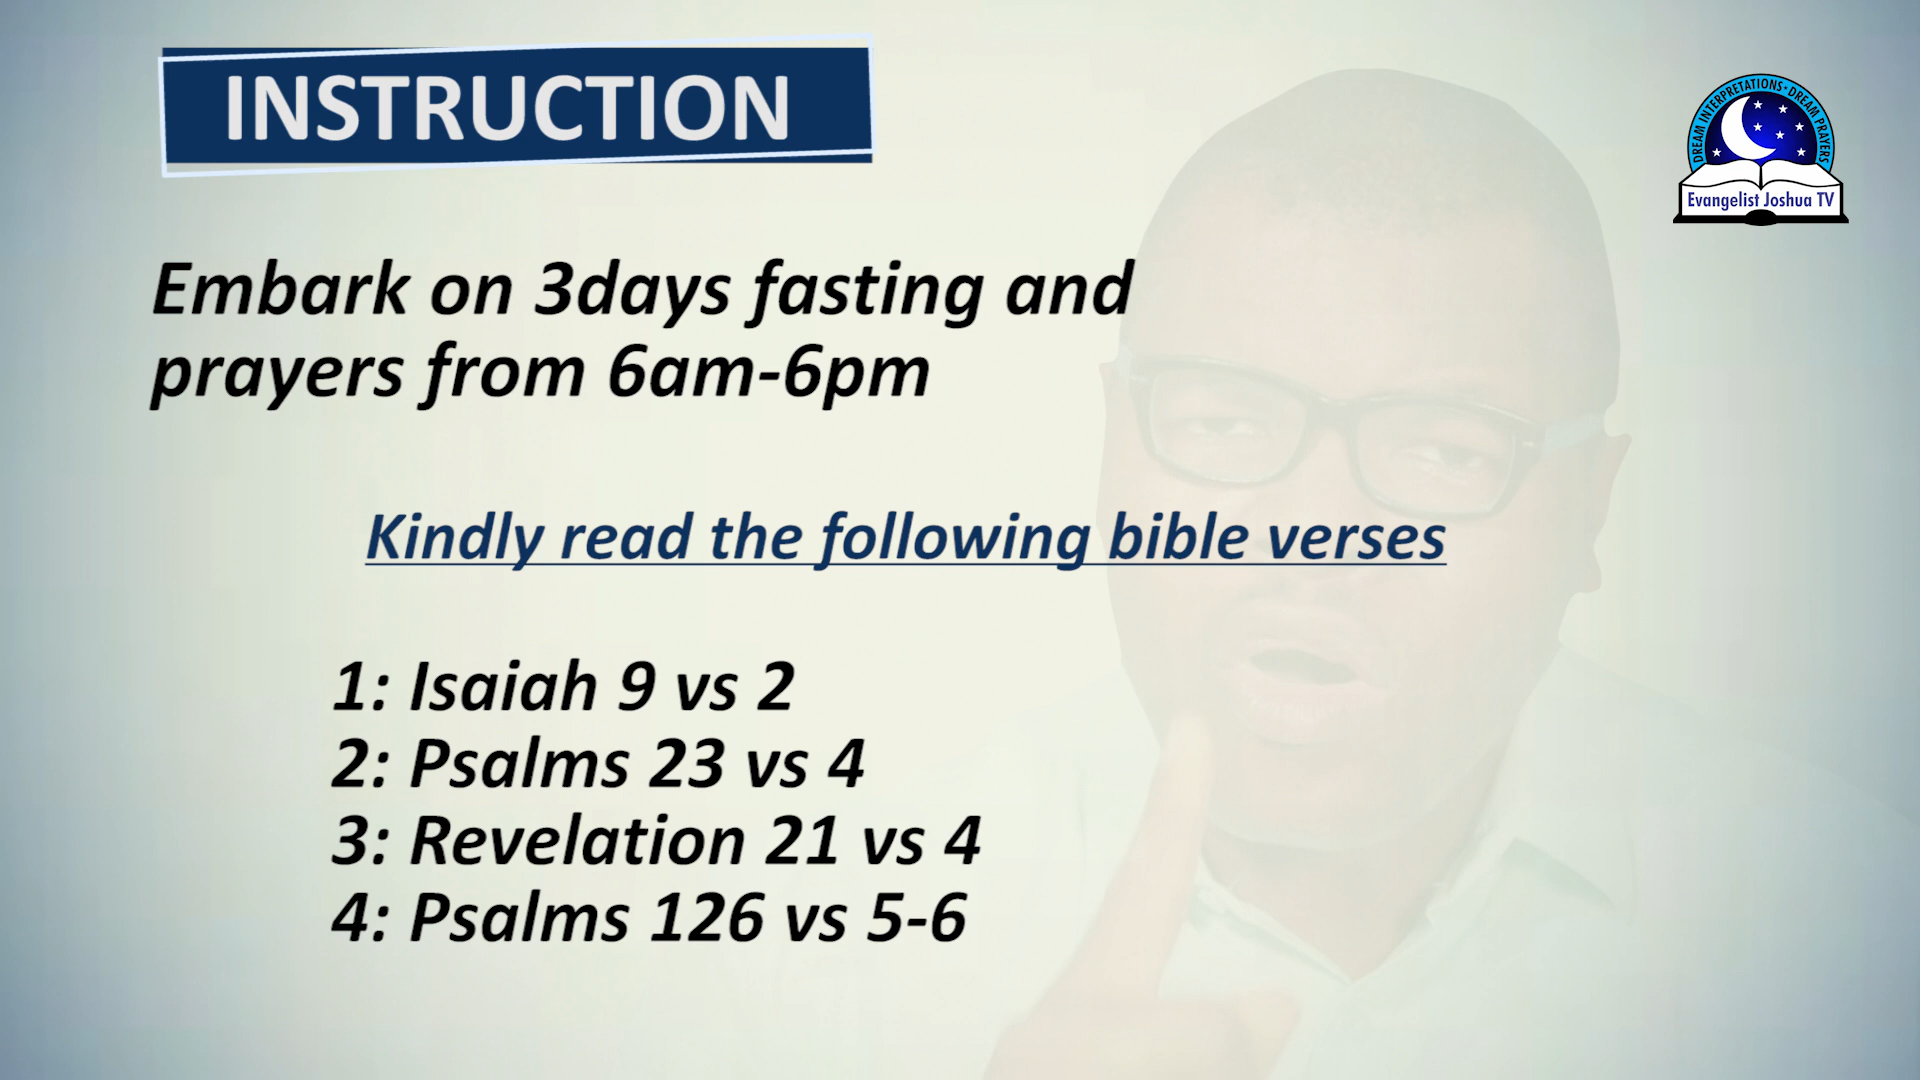 INSTRUCTION
DREAM INTERPRETATIONS · DREAM PRAYERS
Evangelist Joshua TV
Embark on 3days fasting and
prayers from 6am-6pm
Kindly read the following bible verses
1: Isaiah 9 vs 2
2: Psalms 23 vs 4
3: Revelation 21 vs 4
4: Psalms 126 vs 5-6